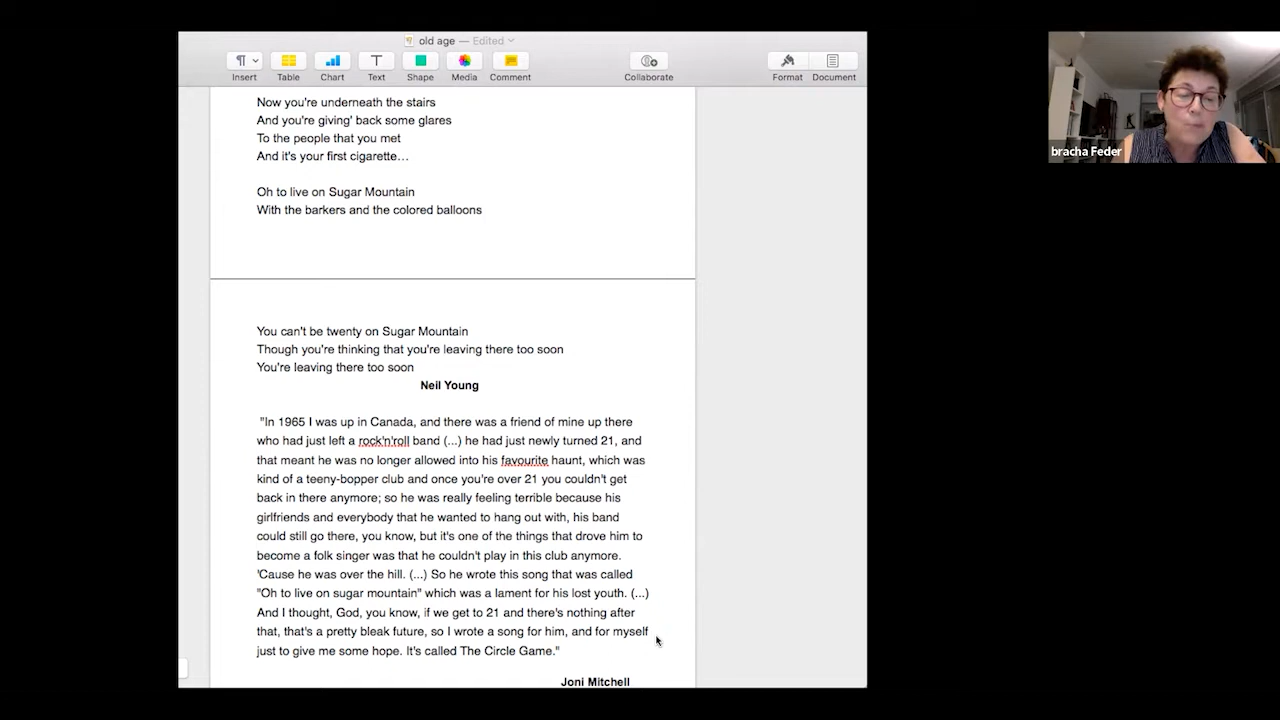 old age — Edited
Insert
Table
Chart
Text
Shape
Media
Comment
Collaborate
Format
Document
Now you're underneath the stairs
And you're giving' back some glares
To the people that you met
And it's your first cigarette…
Oh to live on Sugar Mountain
With the barkers and the colored balloons
You can't be twenty on Sugar Mountain
Though you're thinking that you're leaving there too soon
You're leaving there too soon
Neil Young
"In 1965 I was up in Canada, and there was a friend of mine up there
who had just left a rock'n'roll band (...) he had just newly turned 21, and
that meant he was no longer allowed into his favourite haunt, which was
kind of a teeny-bopper club and once you're over 21 you couldn't get
back in there anymore; so he was really feeling terrible because his
girlfriends and everybody that he wanted to hang out with, his band
could still go there, you know, but it's one of the things that drove him to
become a folk singer was that he couldn't play in this club anymore.
'Cause he was over the hill. (...) So he wrote this song that was called
"Oh to live on sugar mountain" which was a lament for his lost youth. (...)
And I thought, God, you know, if we get to 21 and there's nothing after
that, that's a pretty bleak future, so I wrote a song for him, and for myself
just to give me some hope. It's called The Circle Game."
Joni Mitchell
bracha Feder